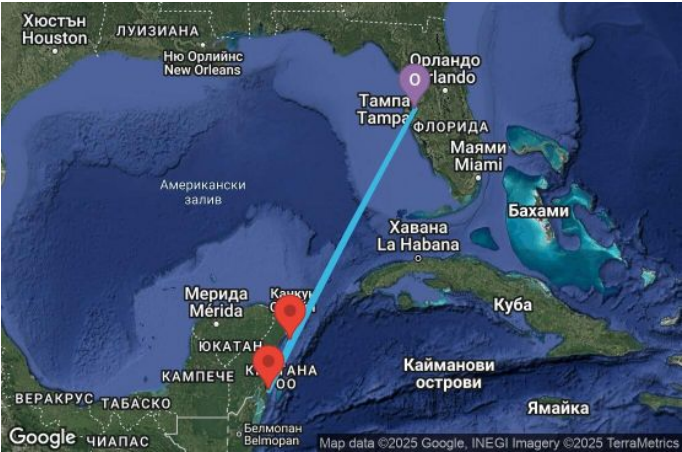 Хюстън
Houston
ЛУИЗИАНА
Ню Орлийнс
New Orleans
Орландо
O
Тампа
Tampa
ФЛОРИДА
Маями
Miami
Американски
залив
Бахами
Хавана
La Habana
Мерида
Mérida
Куба
ЮКАТАН
КАМПЕЧЕ
Кайманови
острови
ВЕРАКРУС
ТАБАСКО
Ямайка
Белмопан
Belmopan
ЧИАПАС
Google
Map data ©2025 Google, INEGI Imagery ©2025 TerraMetrics